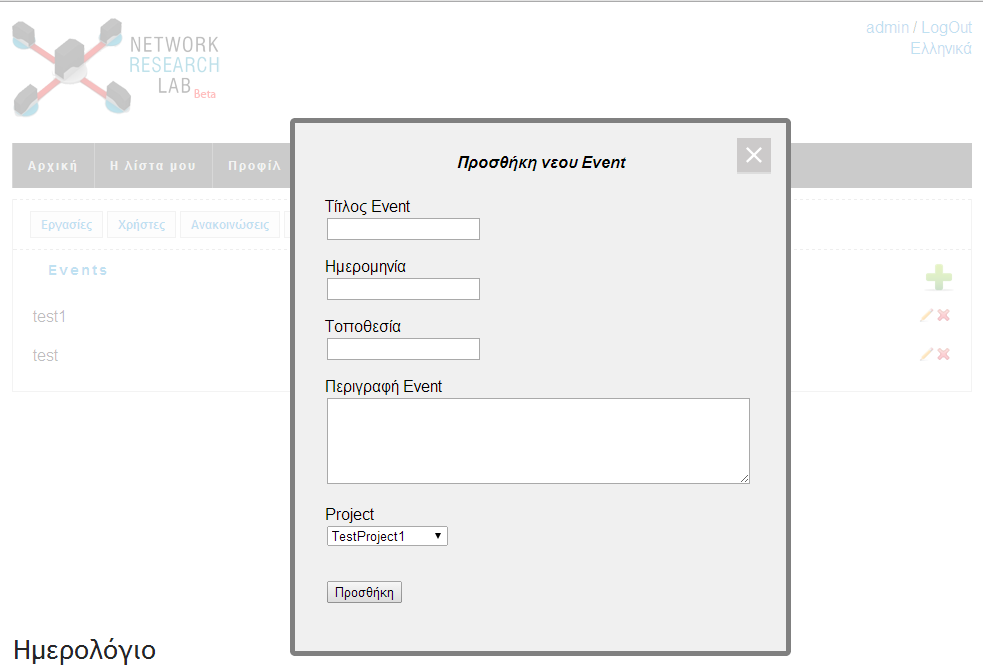 NETWORK
RESEARCH
LAB Beta
admin / LogOut
Ελληνικά
Αρχική
Η λίστα μου
Προφίλ
Εργασίες
Χρήστες
Ανακοινώσεις
Events
test1
test
Προσθήκη νεου Event
Τίτλος Event
Ημερομηνία
Τοποθεσία
Περιγραφή Event
Project
TestProject1
Προσθήκη
Ημερολόγιο